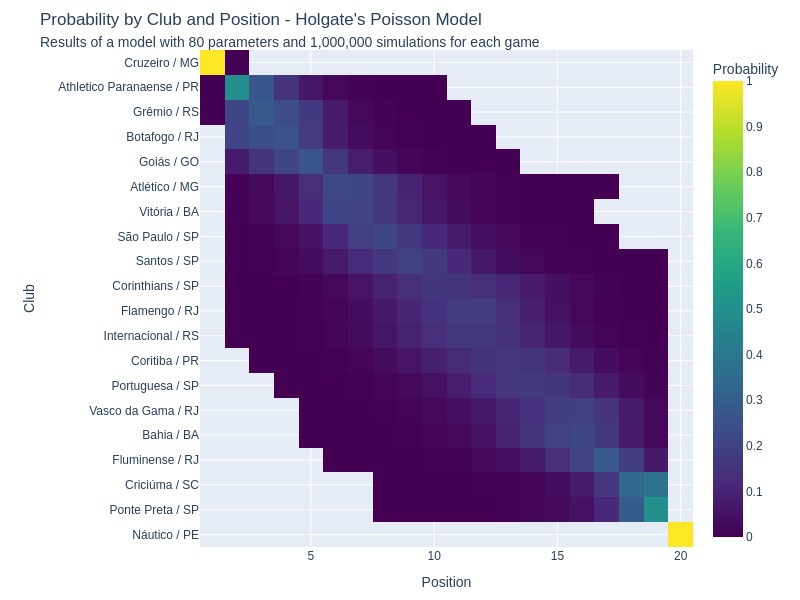 Probability by Club and Position - Holgate's Poisson Model
Results of a model with 80 parameters and 1,000,000 simulations for each game
Probability
Cruzeiro / MG
Athletico Paranaense / PR
Grêmio / RS
Botafogo / RJ
Goiás / GO
Atlético / MG
Vitória / BA
São Paulo / SP
Santos / SP
Corinthians / SP
Flamengo / RJ
Internacional / RS
Coritiba / PR
Portuguesa / SP
Vasco da Gama / RJ
Bahia / BA
Fluminense / RJ
Criciúma / SC
Ponte Preta / SP
Náutico / PE
Club
5
10
15
20
Position
1
0.9
0.8
0.7
0.6
0.5
0.4
0.3
0.2
0.1
0